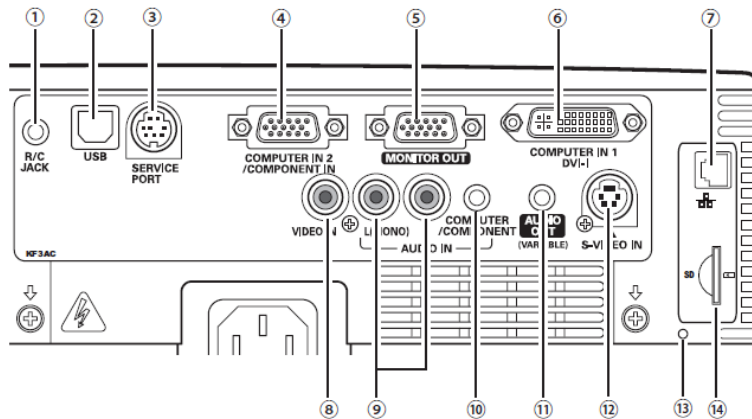 ① ② ③ ④ ⑤ ⑥ ⑦
R/C
JACK
USB
SERVICE
PORT
COMPUTER IN 2
/COMPONENT IN
MONITOR OUT
COMPUTER IN 1
DVI-I
VIDEO IN
L(MONO)
COMPUTER
/COMPONENT
AUDIO IN
AUDIO
OUT
(VARIABLE)
S-VIDEO IN
KF3AC
SD
⑧ ⑨ ⑩ ⑪ ⑫ ⑬ ⑭